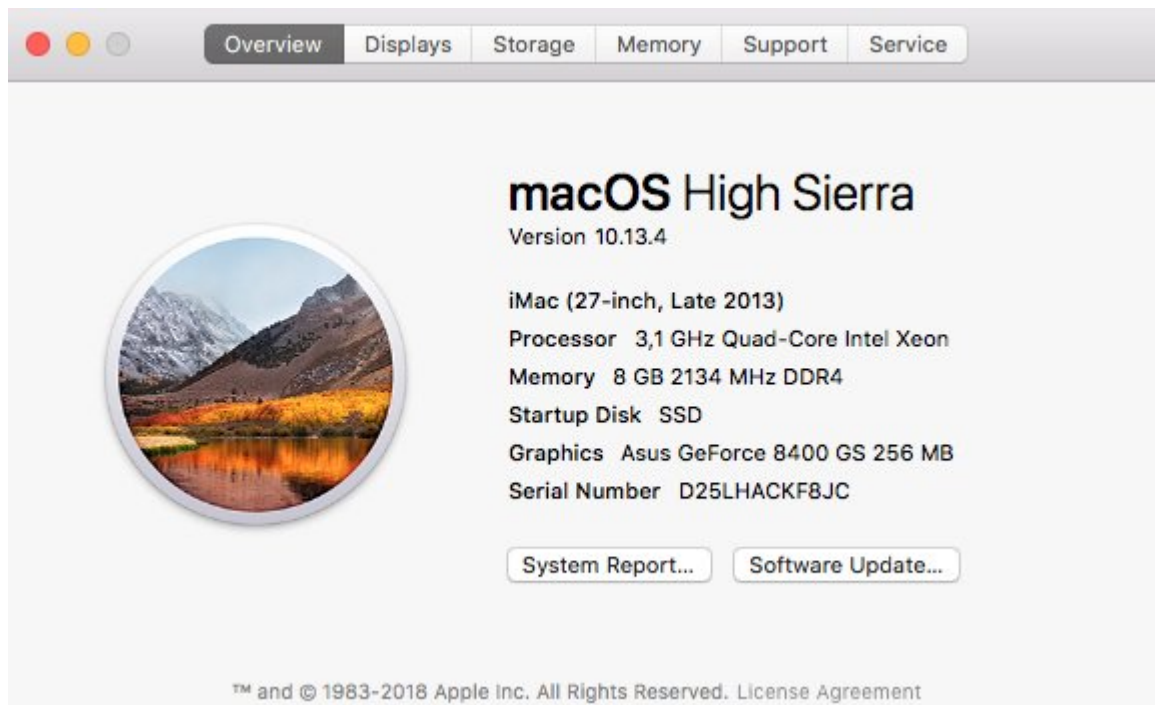 Overview Displays Storage Memory Support Service
macOS High Sierra
Version 10.13.4
iMac (27-inch, Late 2013)
Processor 3,1 GHz Quad-Core Intel Xeon
Memory 8 GB 2134 MHz DDR4
Startup Disk SSD
Graphics Asus GeForce 8400 GS 256 MB
Serial Number D25LHACKF8JC
System Report... Software Update...
™ and © 1983-2018 Apple Inc. All Rights Reserved. License Agreement